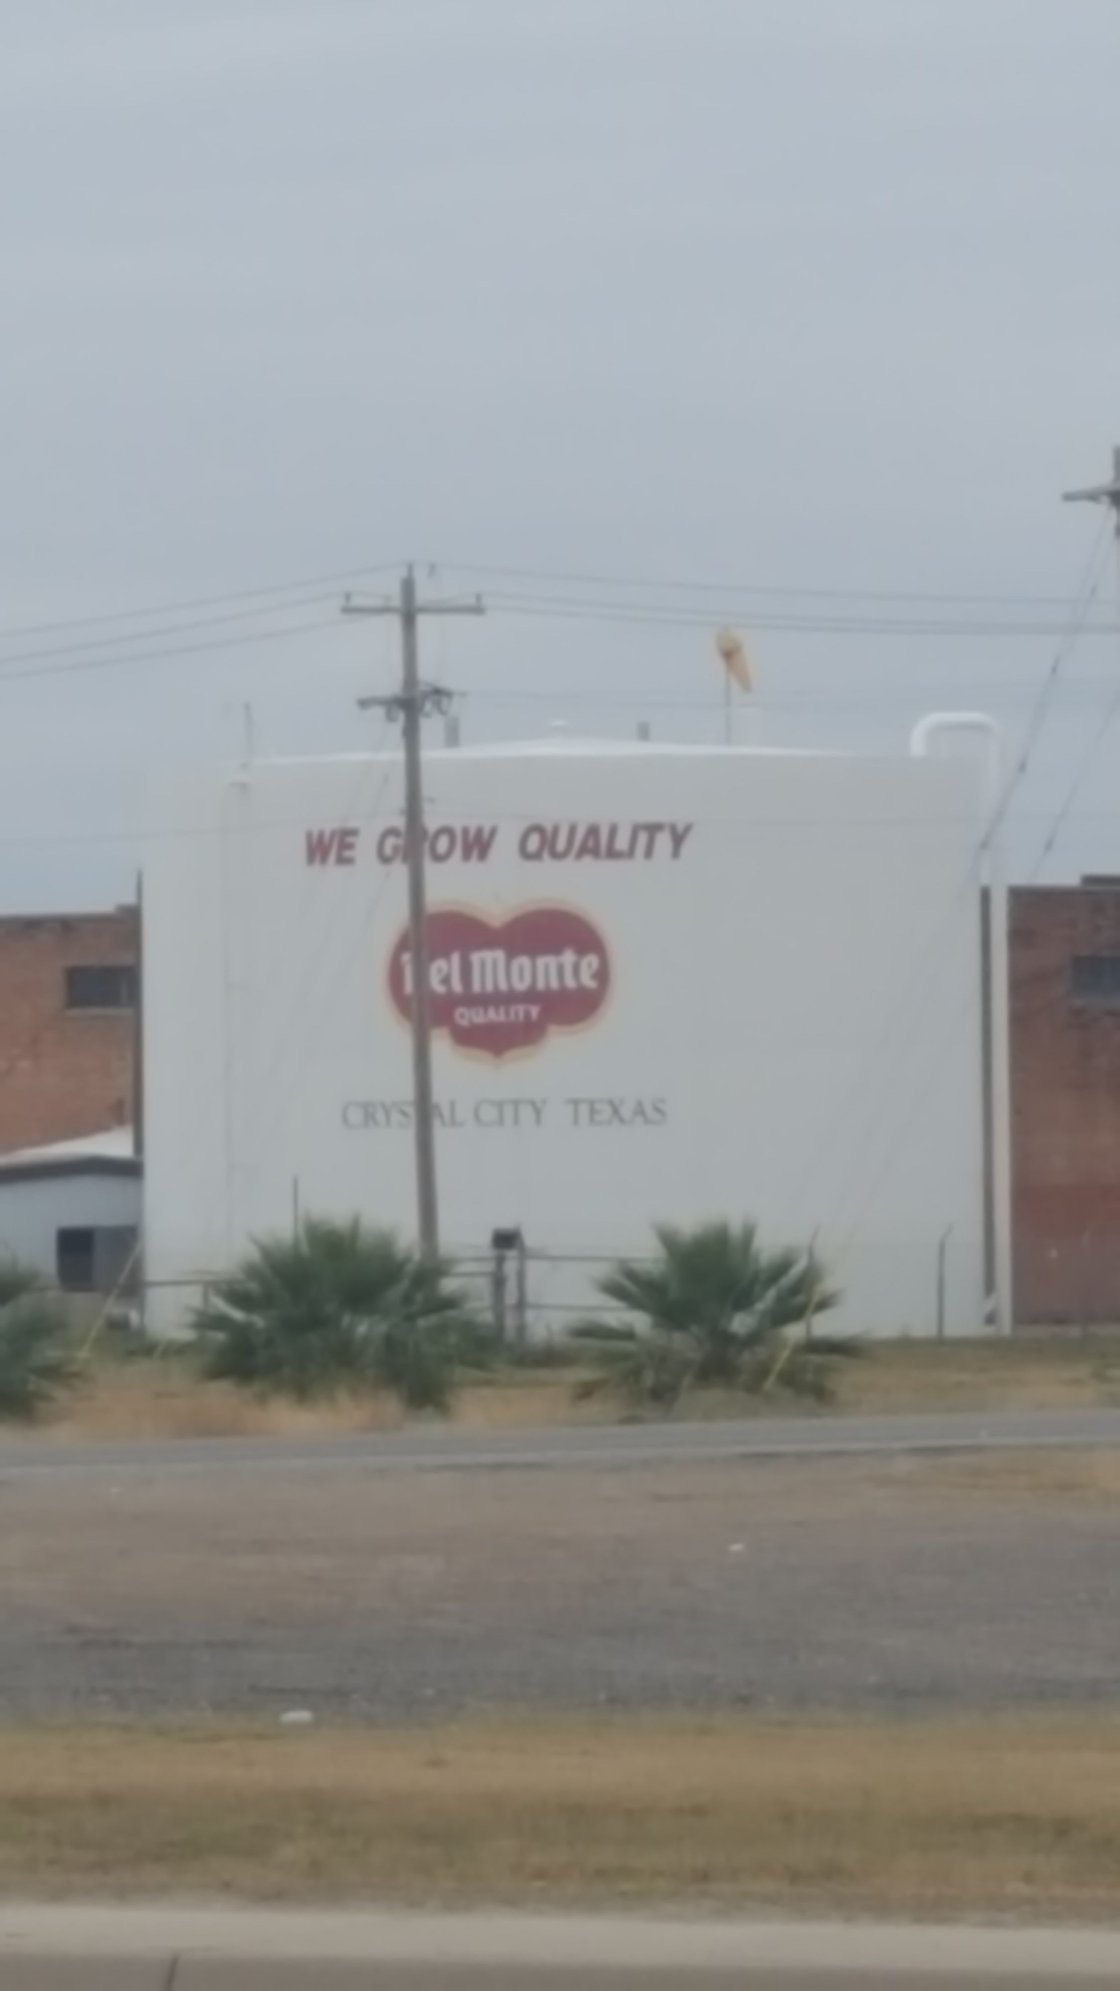 WE GROW QUALITY
Del Monte
QUALITY
CRYSTAL CITY TEXAS